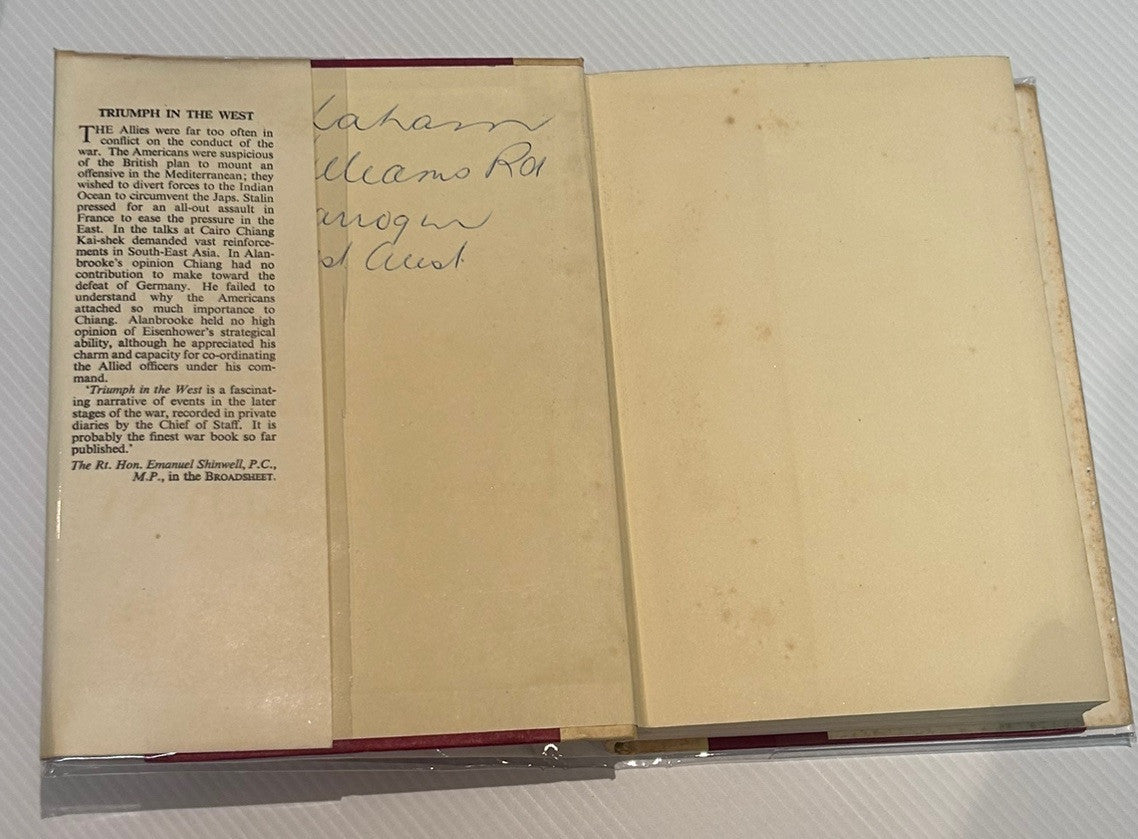 TRIUMPH IN THE WEST
THE Allies were far too often in
conflict on the conduct of the
war. The Americans were suspicious
of the British plan to mount an
offensive in the Mediterranean; they
wished to divert forces to the Indian
Ocean to circumvent the Japs. Stalin
pressed for an all-out assault in
France to ease the pressure in the
East. In the talks at Cairo Chiang
Kai-shek demanded vast reinforce-
ments in South-East Asia. In Alan-
brooke's opinion Chiang had no
contribution to make toward the
defeat of Germany. He failed to
understand why the Americans
attached so much importance to
Chiang. Alanbrooke held no high
opinion of Eisenhower's strategical
ability, although he appreciated his
charm and capacity for co-ordinating
the Allied officers under his com-
mand.
'Triumph in the West is a fascinat-
ing narrative of events in the later
stages of the war, recorded in private
diaries by the Chief of Staff. It is
probably the finest war book so far
published.'
The Rt. Hon. Emanuel Shinwell, P.C.,
M.P., in the BROADSHEET.
lliams Rd
arrogin
st Aust